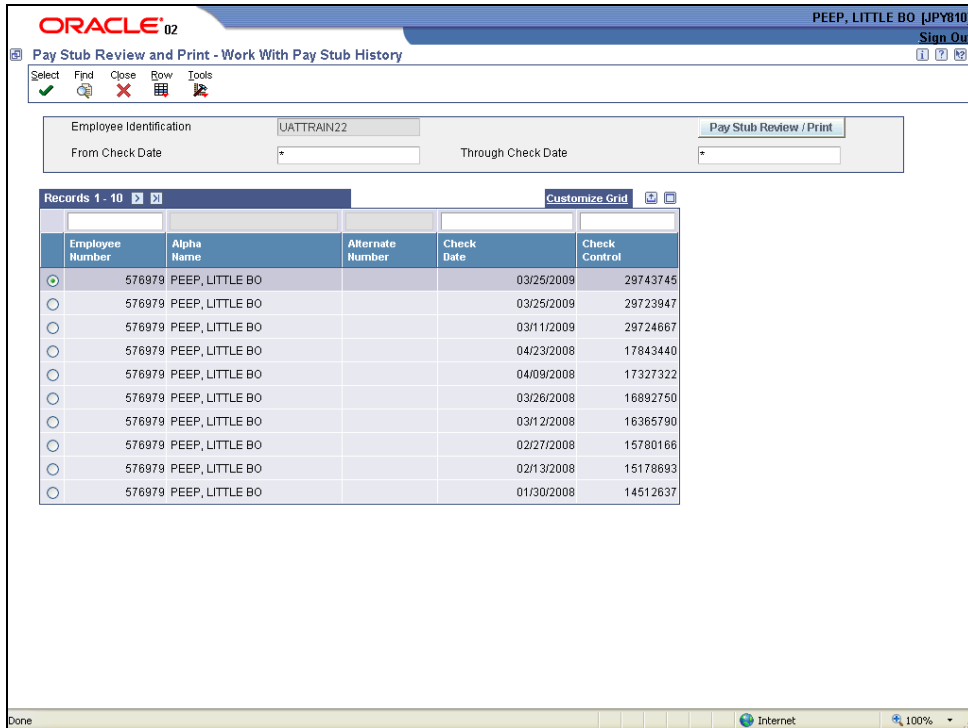 ORACLE 02
PEEP, LITTLE BO [JPY810
Sign Ou
Pay Stub Review and Print - Work With Pay Stub History
i ?
Select Find Close Row Tools
Employee Identification UATTRAIN22 Pay Stub Review / Print
From Check Date * Through Check Date *
Records 1 - 10 Customize Grid
Employee Number Alpha Name Alternate Number Check Date Check Control
576979 PEEP, LITTLE BO 03/25/2009 29743745
576979 PEEP, LITTLE BO 03/25/2009 29723947
576979 PEEP, LITTLE BO 03/11/2009 29724667
576979 PEEP, LITTLE BO 04/23/2008 17843440
576979 PEEP, LITTLE BO 04/09/2008 17327322
576979 PEEP, LITTLE BO 03/26/2008 16892750
576979 PEEP, LITTLE BO 03/12/2008 16365790
576979 PEEP, LITTLE BO 02/27/2008 15780166
576979 PEEP, LITTLE BO 02/13/2008 15178693
576979 PEEP, LITTLE BO 01/30/2008 14512637
Done Internet 100%